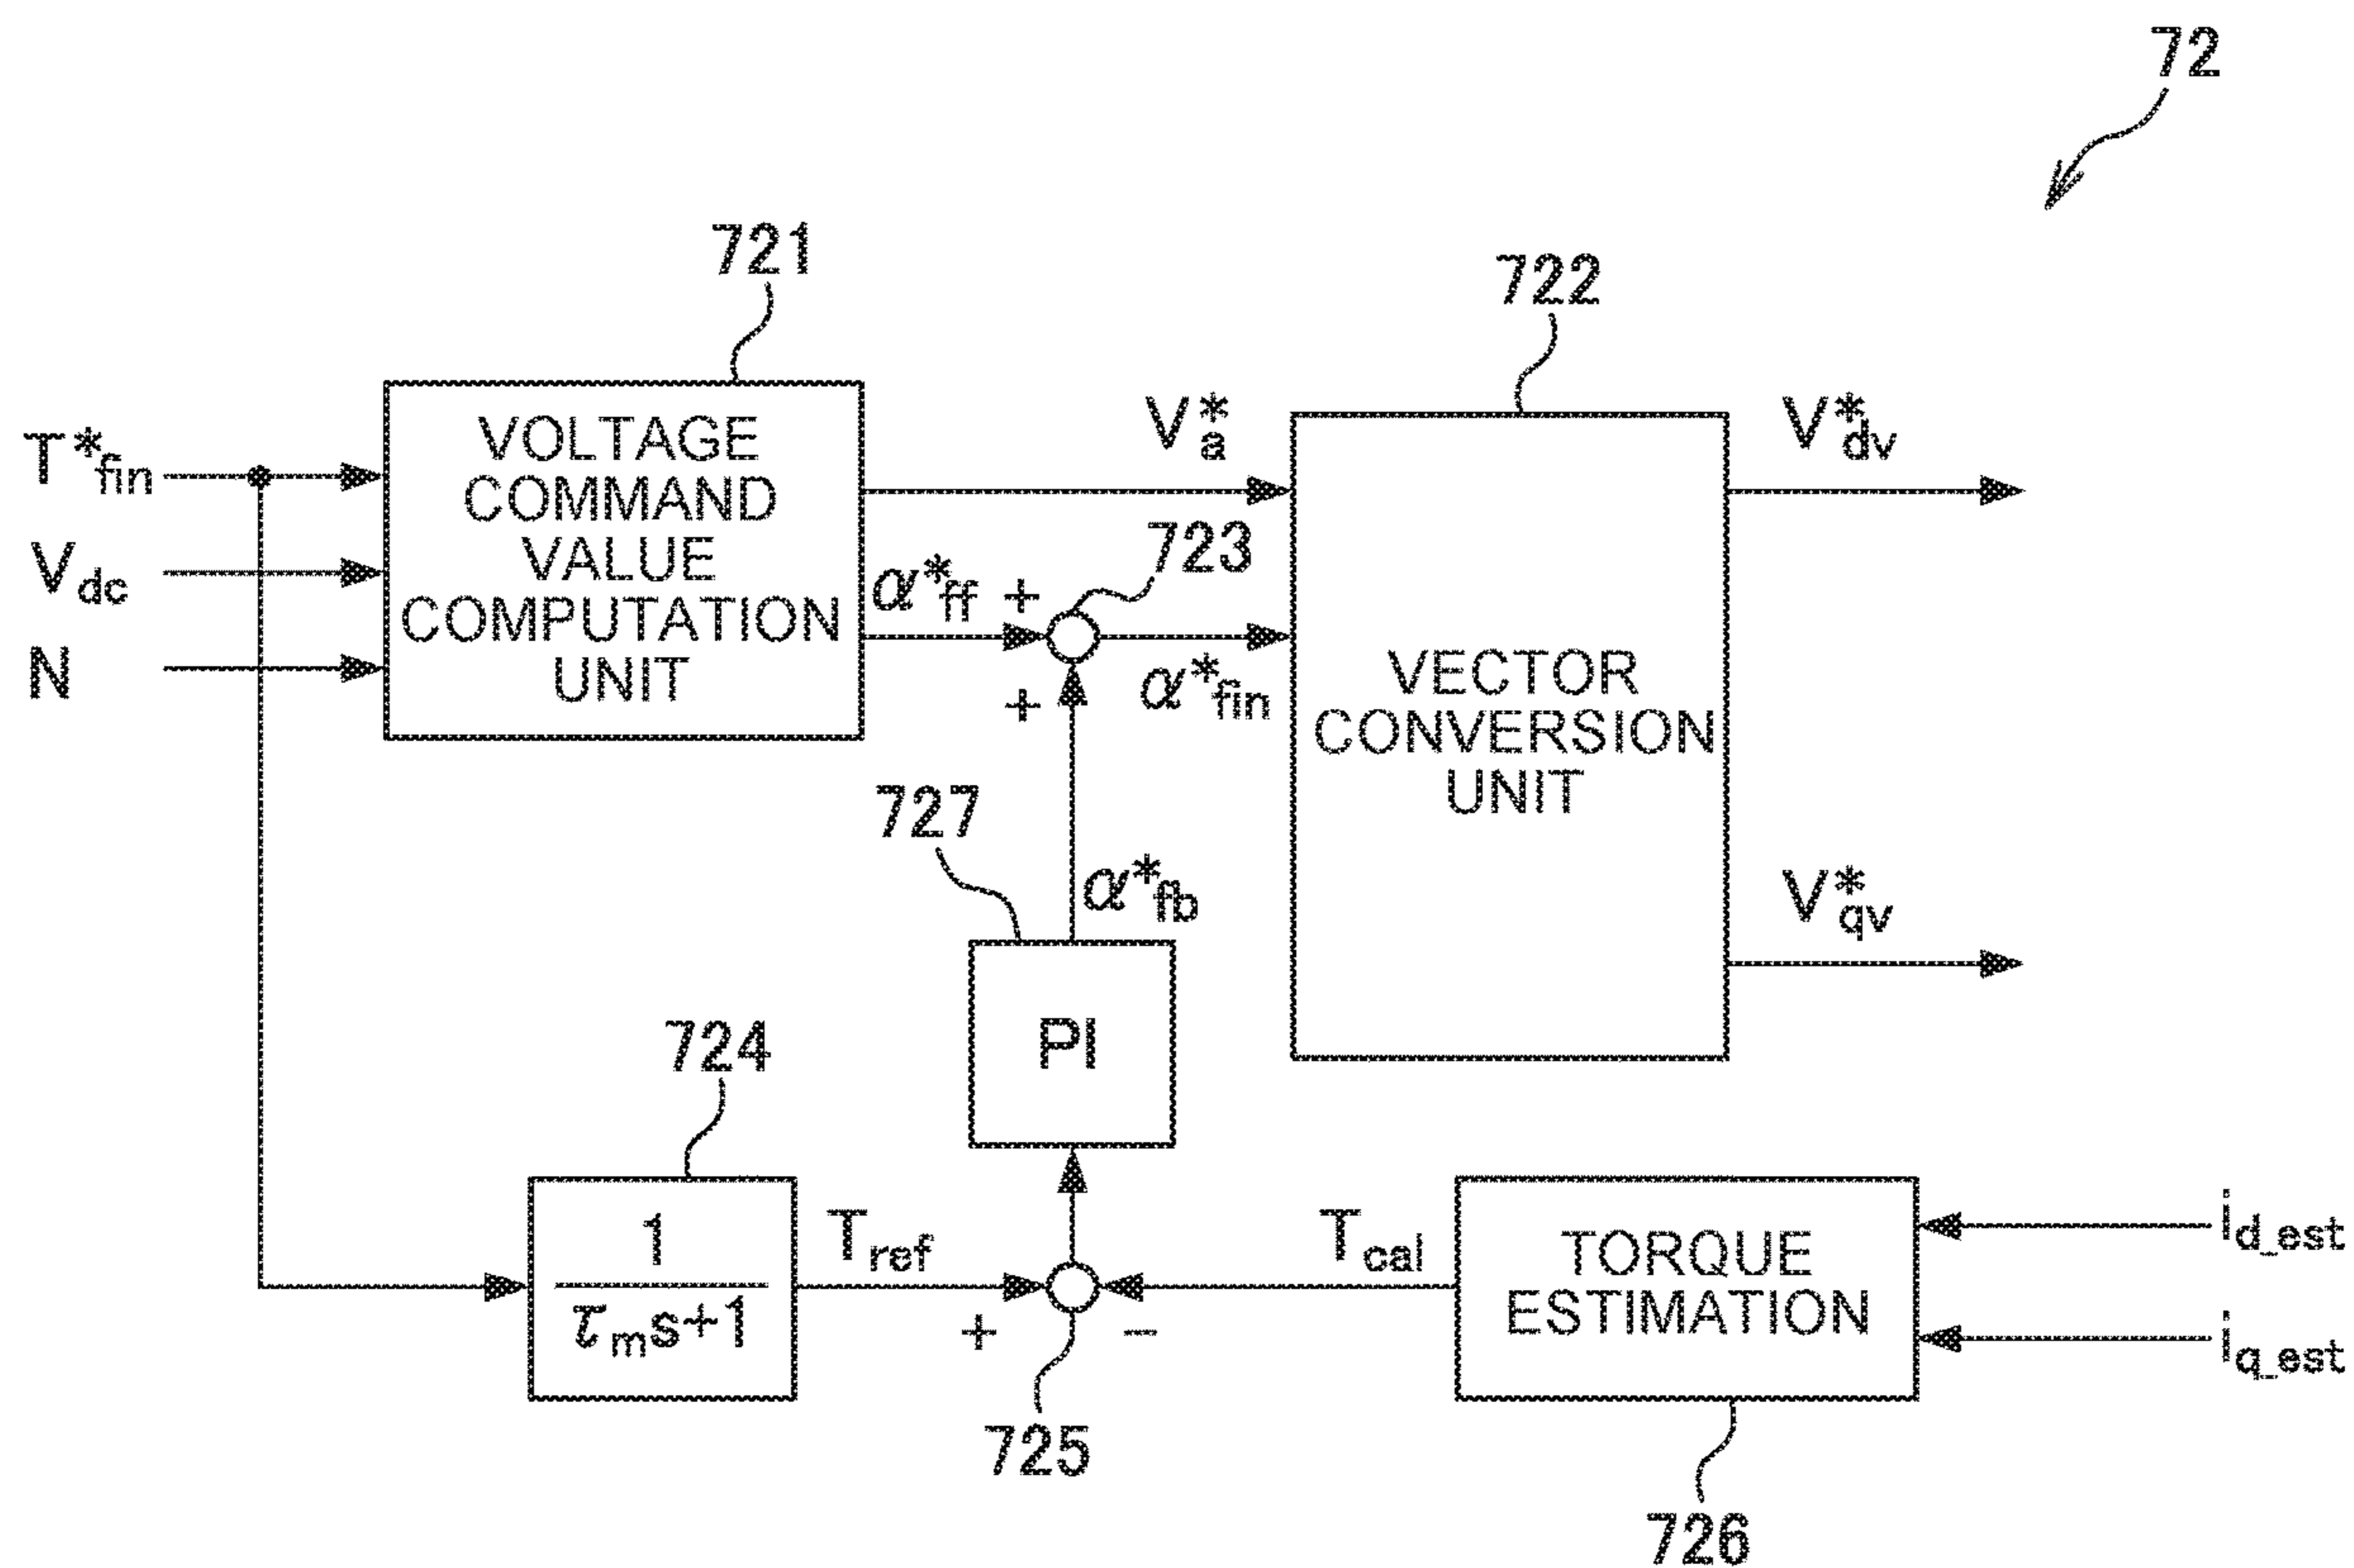 72
721
722
T*fin
Vdc
N
VOLTAGE
COMMAND
VALUE
COMPUTATION
UNIT
V*a
723
α*ff
+
+
α*fin
VECTOR
CONVERSION
UNIT
V*dv
V*qv
727
α*fb
PI
724
1
τms+1
Tref
+
−
725
Tcal
TORQUE
ESTIMATION
id_est
iq_est
726